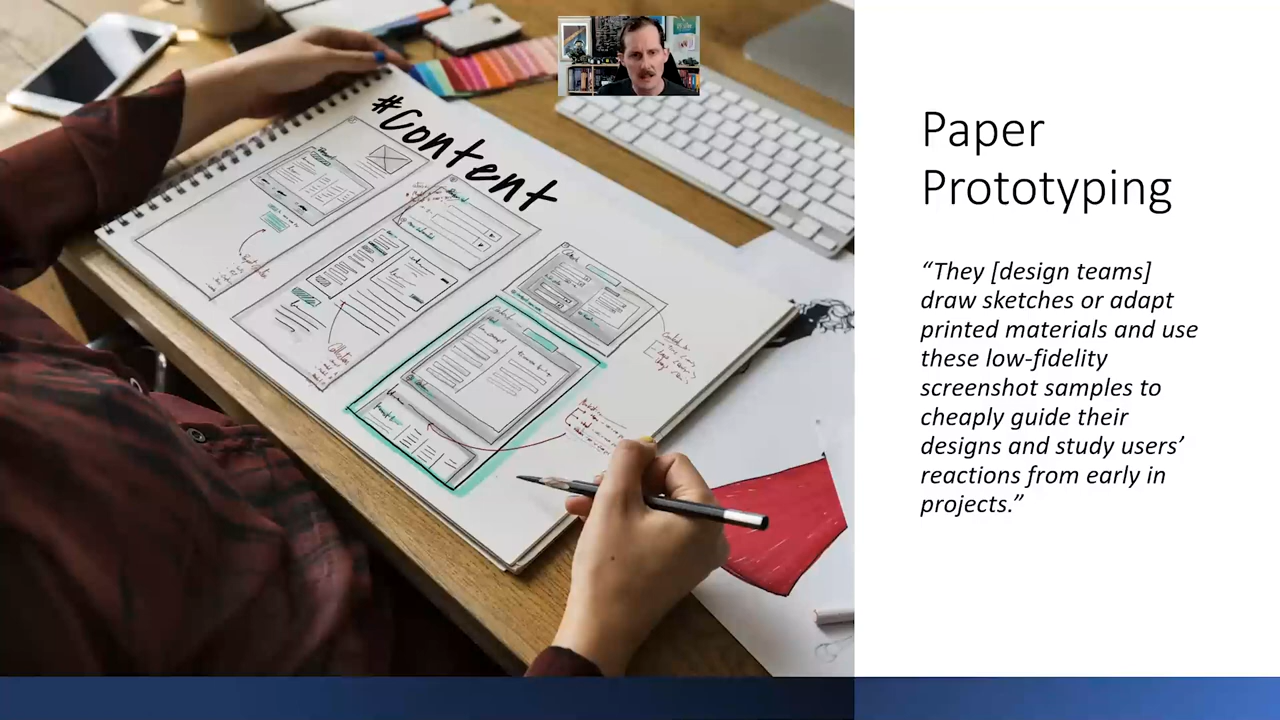 #Content
Paper
Prototyping
“They [design teams]
draw sketches or adapt
printed materials and use
these low-fidelity
screenshot samples to
cheaply guide their
designs and study users’
reactions from early in
projects.”